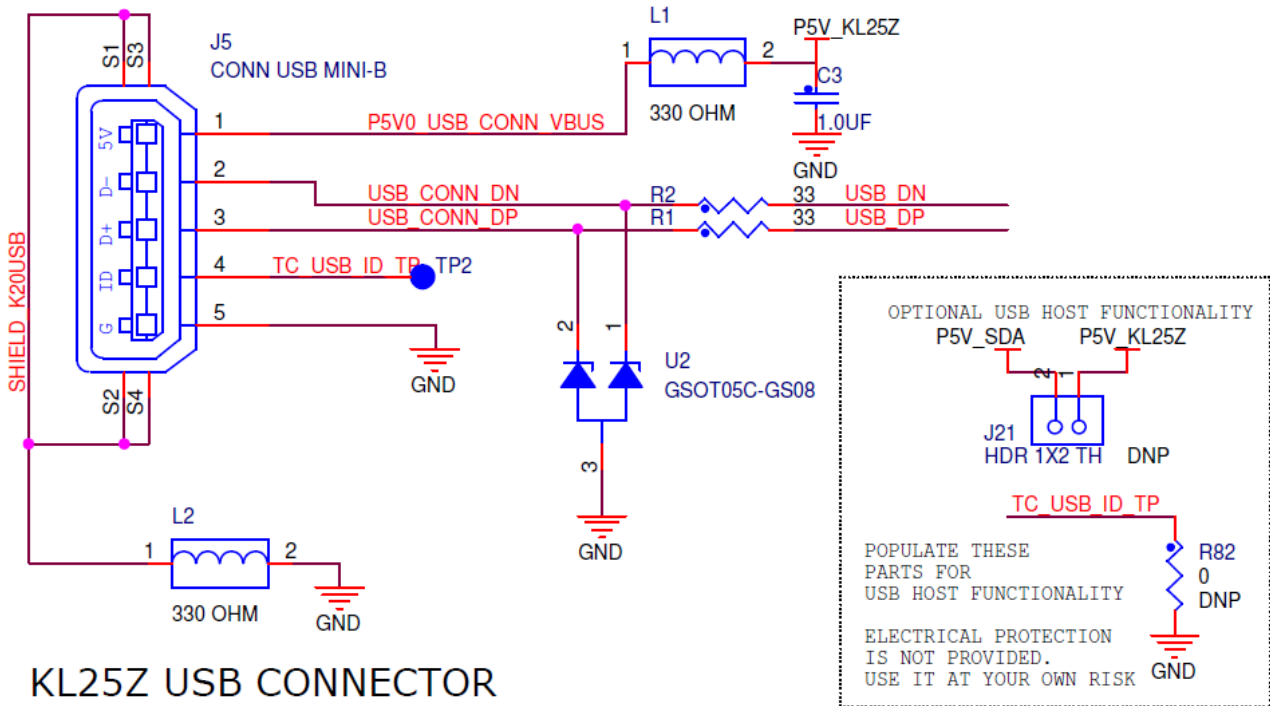 L1
P5V_KL25Z
S1
S3
J5
CONN USB MINI-B
1
2
C3
330 OHM
1.0UF
GND
5V
1
P5V0_USB_CONN_VBUS
D-
2
USB_CONN_DN
R2
33
USB_DN
D+
3
USB_CONN_DP
R1
33
USB_DP
ID
4
TC_USB_ID_TP
TP2
G
5
GND
SHIELD_K20USB
S2
S4
2
1
U2
GSOT05C-GS08
3
GND
L2
1
2
330 OHM
GND
OPTIONAL USB HOST FUNCTIONALITY
P5V_SDA
P5V_KL25Z
2
1
J21
HDR 1X2 TH
DNP
TC_USB_ID_TP
POPULATE THESE
PARTS FOR
USB HOST FUNCTIONALITY
R82
0
DNP
ELECTRICAL PROTECTION
IS NOT PROVIDED.
USE IT AT YOUR OWN RISK
GND
KL25Z USB CONNECTOR